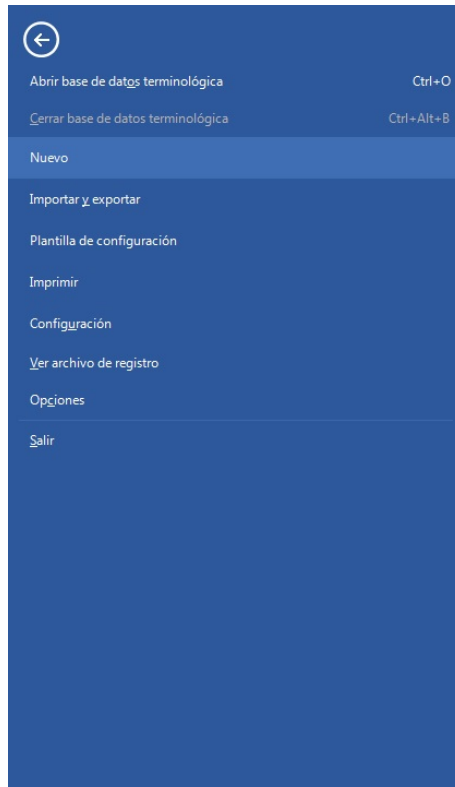 Abrir base de datos terminológica Ctrl+O
Cerrar base de datos terminológica Ctrl+Alt+B
Nuevo
Importar y exportar
Plantilla de configuración
Imprimir
Configuración
Ver archivo de registro
Opciones
Salir